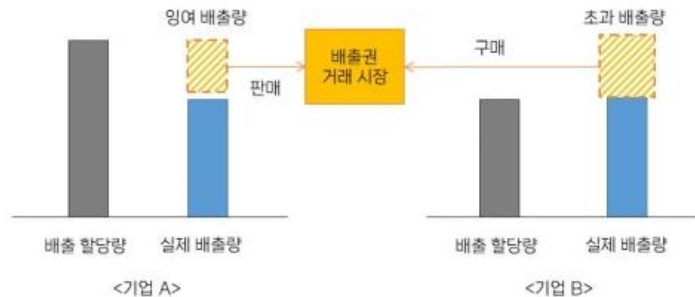 잉여 배출량
초과 배출량
배출권
거래 시장
구매
판매
배출 할당량
실제 배출량
배출 할당량
실제 배출량
<기업 A>
<기업 B>